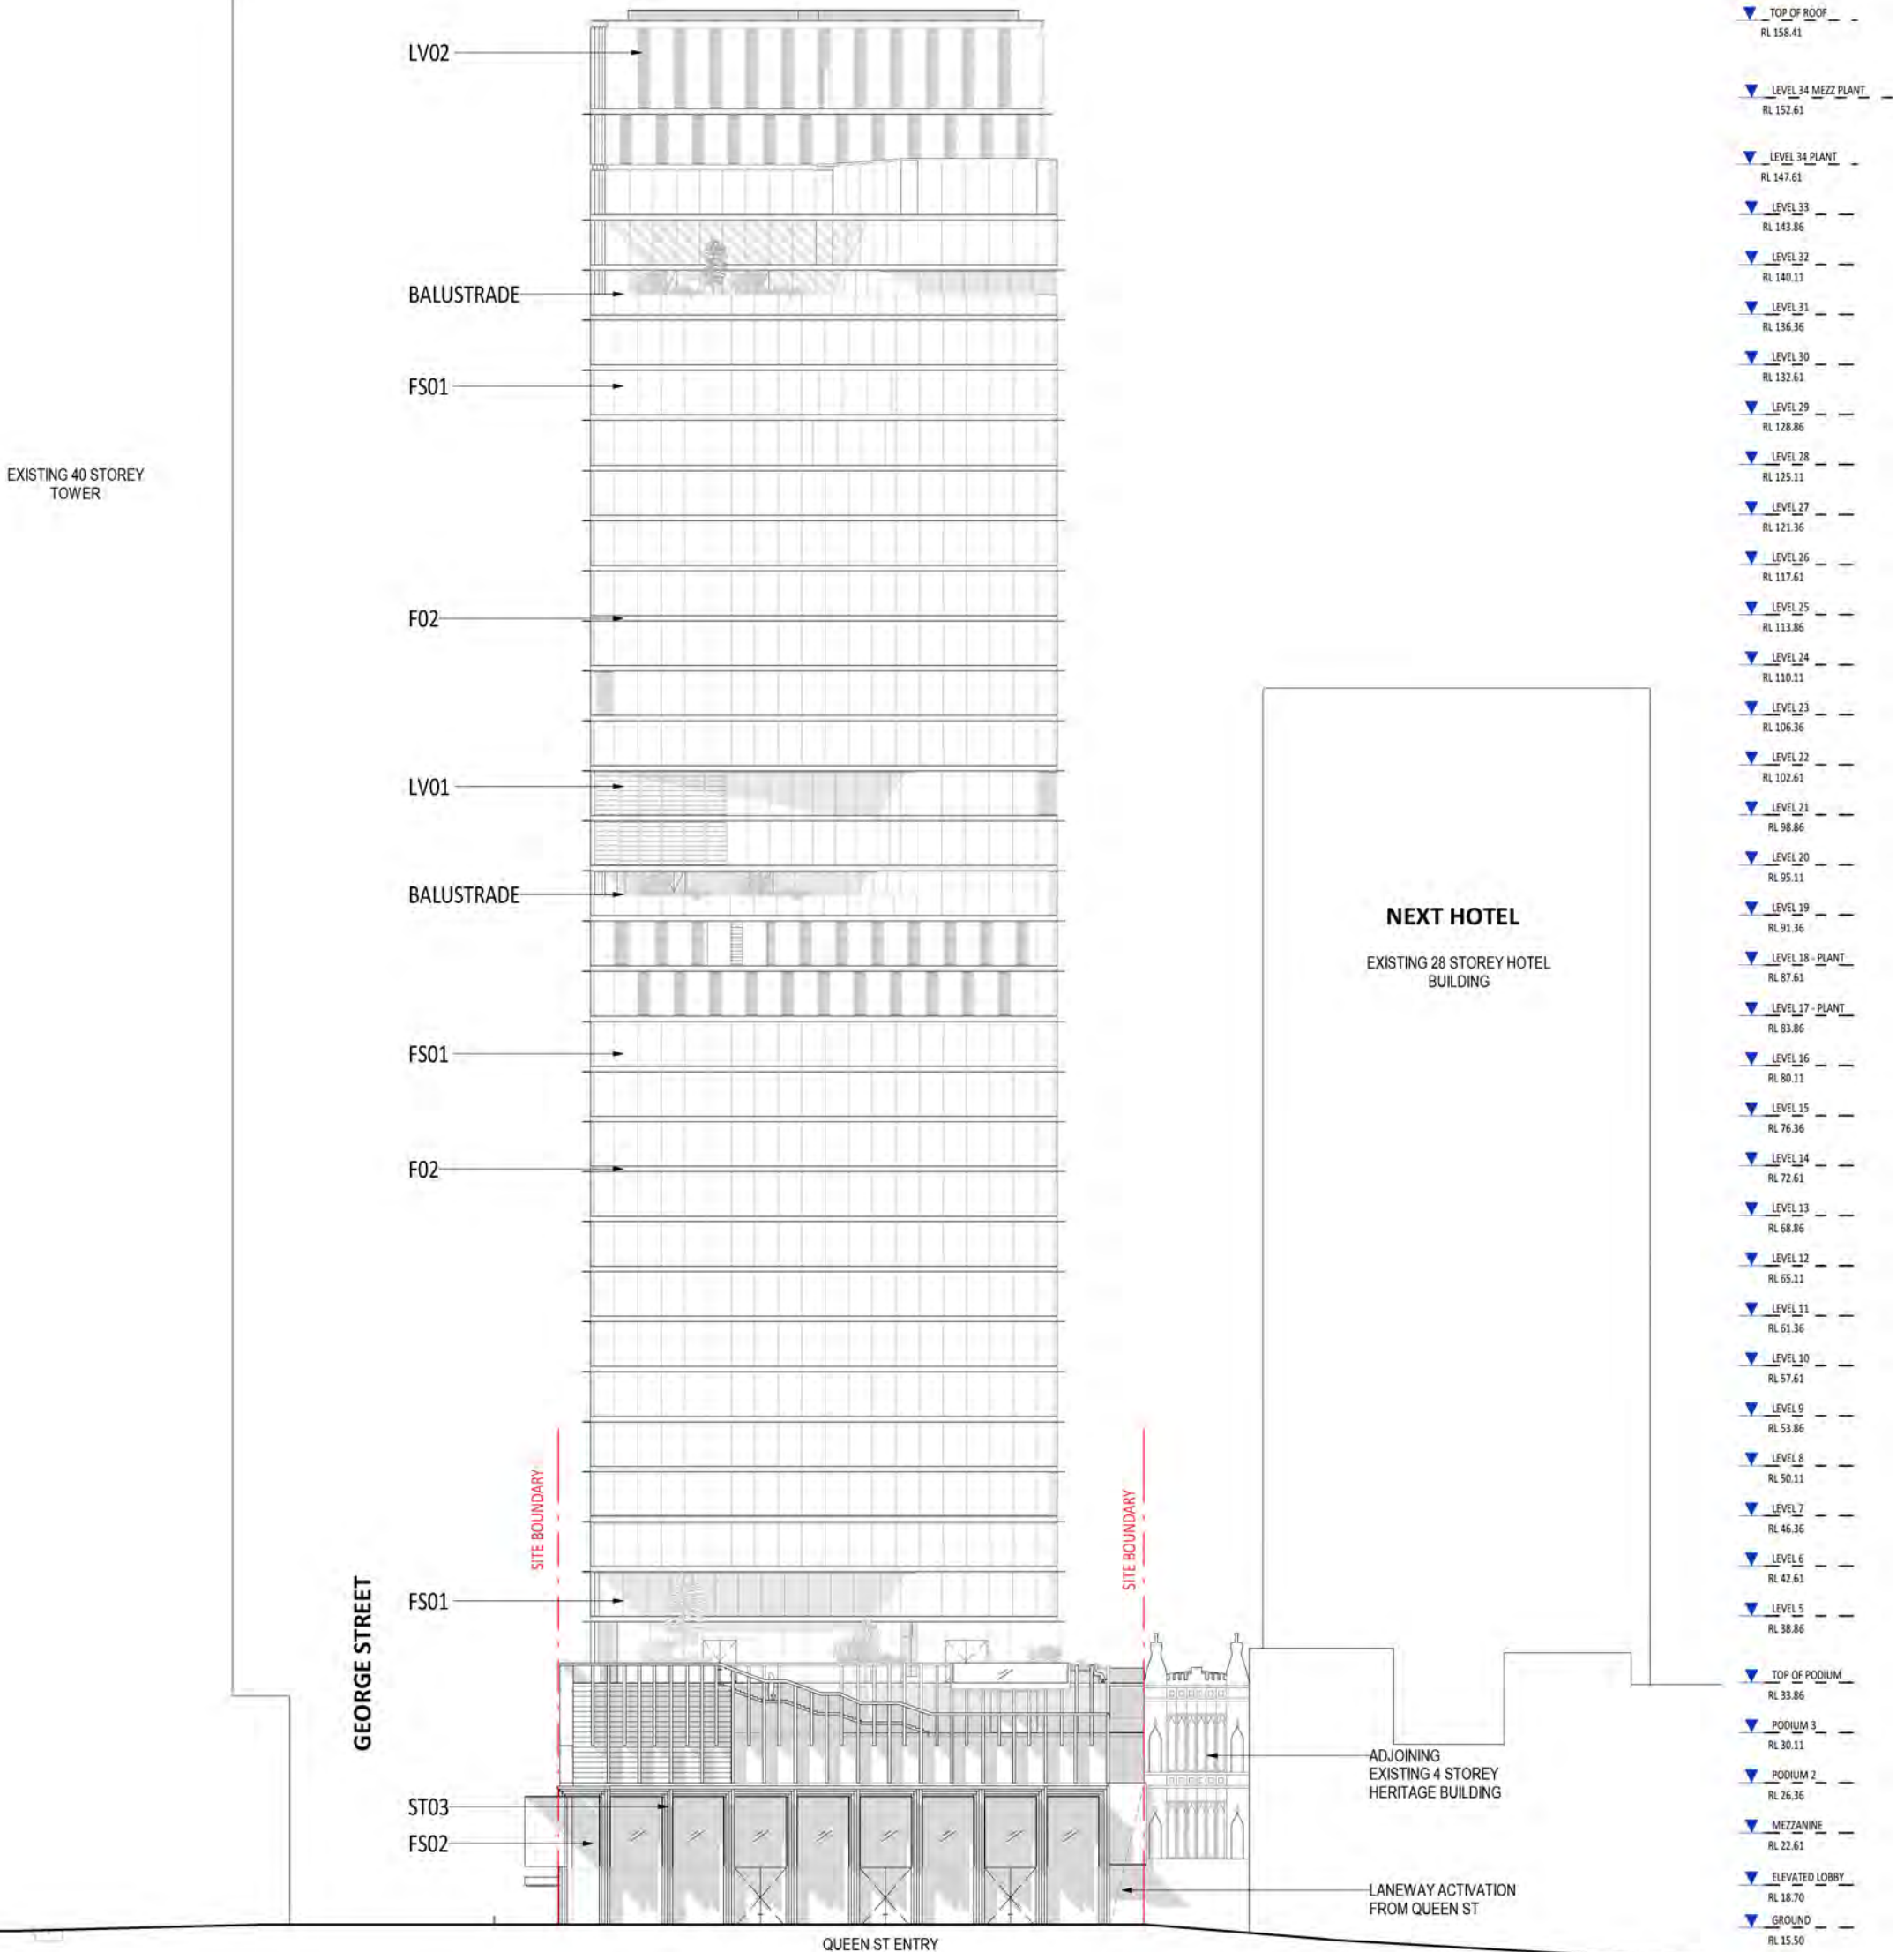 LV02
BALUSTRADE
FS01
F02
LV01
BALUSTRADE
FS01
F02
FS01
ST03
FS02
EXISTING 40 STOREY
TOWER
GEORGE STREET
SITE BOUNDARY
SITE BOUNDARY
NEXT HOTEL
EXISTING 28 STOREY HOTEL
BUILDING
ADJOINING
EXISTING 4 STOREY
HERITAGE BUILDING
LANEWAY ACTIVATION
FROM QUEEN ST
QUEEN ST ENTRY
TOP OF ROOF
RL 158.41
LEVEL 34 MEZZ PLANT
RL 152.61
LEVEL 34 PLANT
RL 147.61
LEVEL 33
RL 143.86
LEVEL 32
RL 140.11
LEVEL 31
RL 136.36
LEVEL 30
RL 132.61
LEVEL 29
RL 128.86
LEVEL 28
RL 125.11
LEVEL 27
RL 121.36
LEVEL 26
RL 117.61
LEVEL 25
RL 113.86
LEVEL 24
RL 110.11
LEVEL 23
RL 106.36
LEVEL 22
RL 102.61
LEVEL 21
RL 98.86
LEVEL 20
RL 95.11
LEVEL 19
RL 91.36
LEVEL 18 - PLANT
RL 87.61
LEVEL 17 - PLANT
RL 83.86
LEVEL 16
RL 80.11
LEVEL 15
RL 76.36
LEVEL 14
RL 72.61
LEVEL 13
RL 68.86
LEVEL 12
RL 65.11
LEVEL 11
RL 61.36
LEVEL 10
RL 57.61
LEVEL 9
RL 53.86
LEVEL 8
RL 50.11
LEVEL 7
RL 46.36
LEVEL 6
RL 42.61
LEVEL 5
RL 38.86
TOP OF PODIUM
RL 33.86
PODIUM 3
RL 30.11
PODIUM 2
RL 26.36
MEZZANINE
RL 22.61
ELEVATED LOBBY
RL 18.70
GROUND
RL 15.50